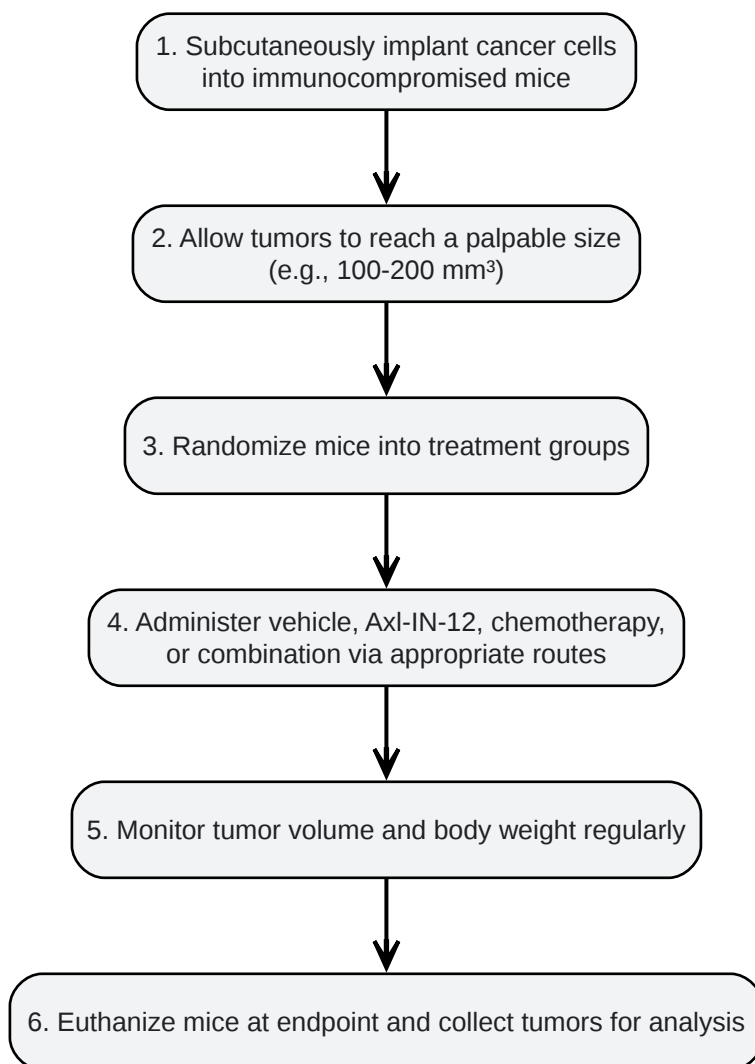 1. Subcutaneously implant cancer cells
into immunocompromised mice
2. Allow tumors to reach a palpable size
(e.g., 100-200 mm³)
3. Randomize mice into treatment groups
4. Administer vehicle, Axl-IN-12, chemotherapy,
or combination via appropriate routes
5. Monitor tumor volume and body weight regularly
6. Euthanize mice at endpoint and collect tumors for analysis